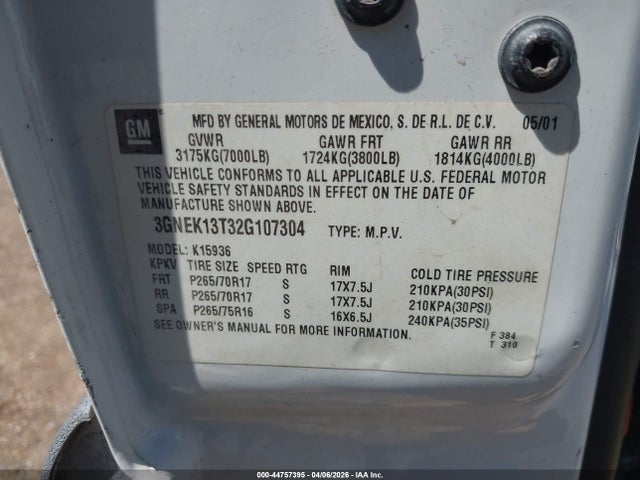 GM
MFD BY GENERAL MOTORS DE MEXICO, S. DE R.L. DE C.V. 05/01
GVWR GAWR FRT GAWR RR
3175KG(7000LB) 1724KG(3800LB) 1814KG(4000LB)
THIS VEHICLE CONFORMS TO ALL APPLICABLE U.S. FEDERAL MOTOR
VEHICLE SAFETY STANDARDS IN EFFECT ON THE DATE OF
MANUFACTURE SHOWN ABOVE.
3GNEK13T32G107304 TYPE: M.P.V.
MODEL: K15936
KPKV TIRE SIZE SPEED RTG RIM COLD TIRE PRESSURE
FRT P265/70R17 S 17X7.5J 210KPA(30PSI)
RR P265/70R17 S 17X7.5J 210KPA(30PSI)
SPA P265/75R16 S 16X6.5J 240KPA(35PSI)
SEE OWNER'S MANUAL FOR MORE INFORMATION.
F 384
T 310
000-44757395 - 04/06/2026 - IAA Inc.